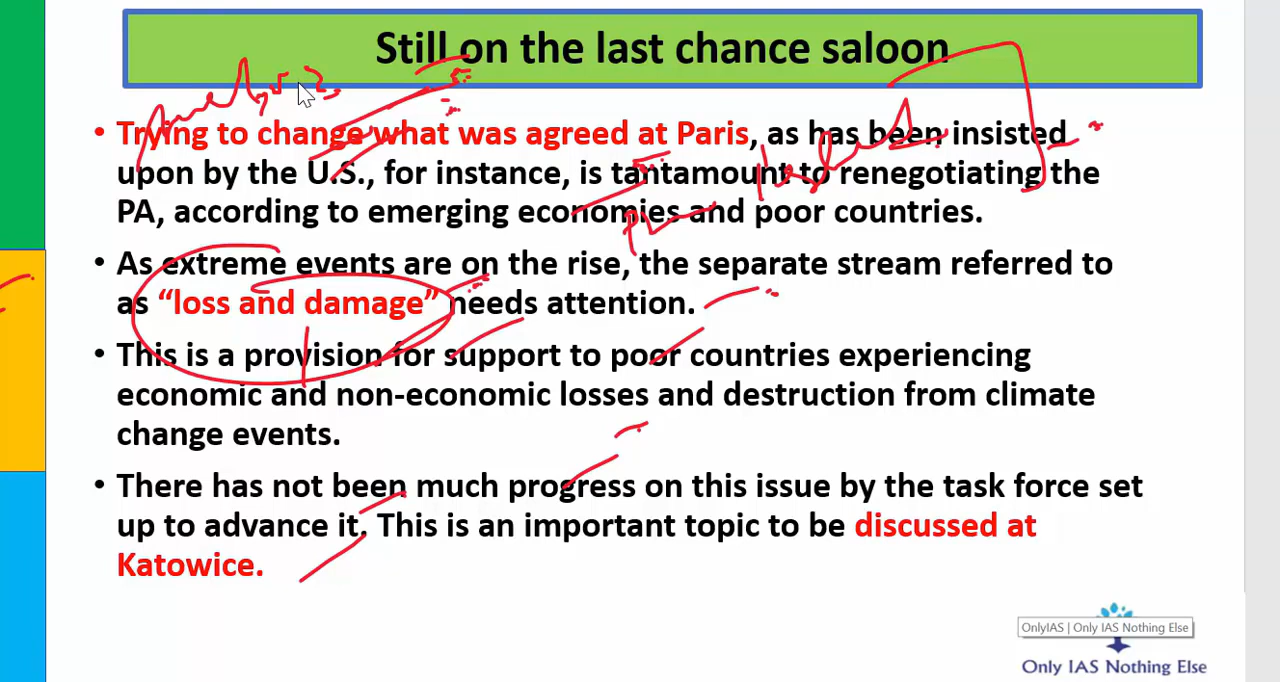 Still on the last chance saloon
• Trying to change what was agreed at Paris, as has been insisted
upon by the U.S., for instance, is tantamount to renegotiating the
PA, according to emerging economies and poor countries.
• As extreme events are on the rise, the separate stream referred to
as “loss and damage” needs attention.
• This is a provision for support to poor countries experiencing
economic and non-economic losses and destruction from climate
change events.
• There has not been much progress on this issue by the task force set
up to advance it. This is an important topic to be discussed at
Katowice.
OnlyIAS | Only IAS Nothing Else
Only IAS Nothing Else